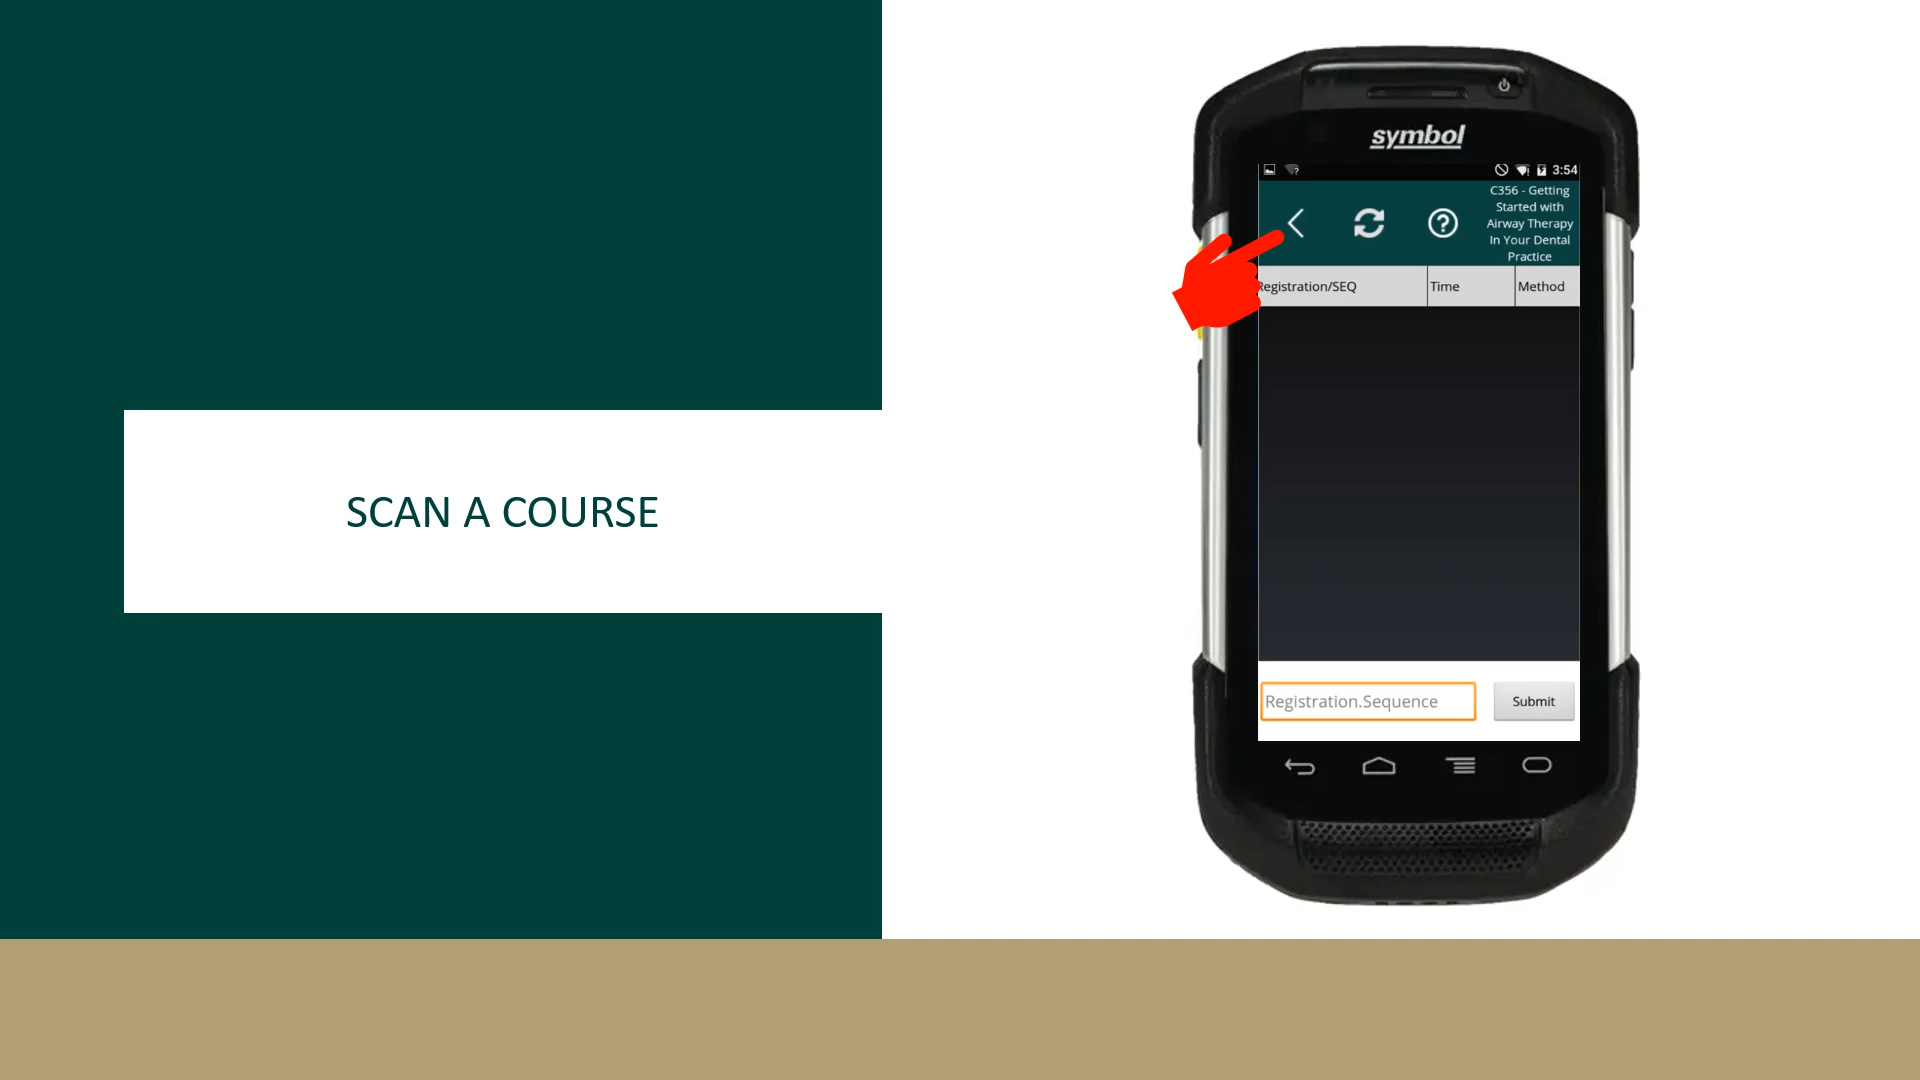 SCAN A COURSE
symbol
3:54
C356 - Getting
Started with
Airway Therapy
In Your Dental
Practice
Registration/SEQ
Time
Method
Registration.Sequence
Submit